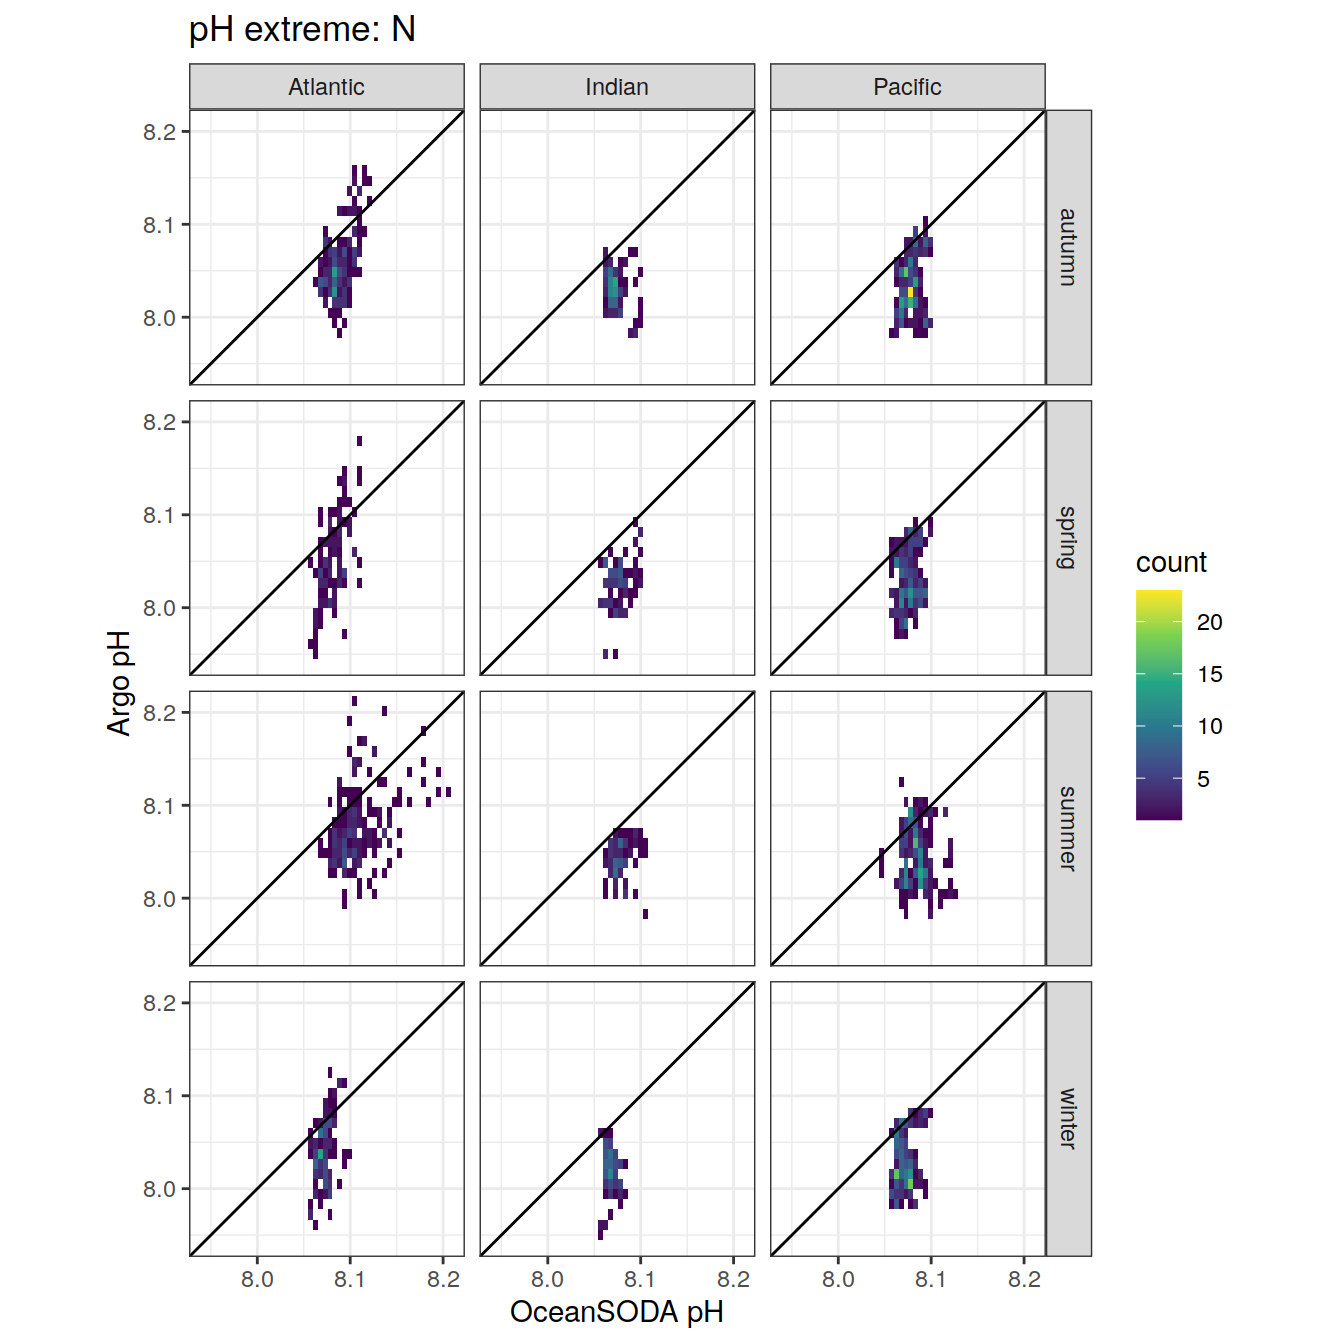 pH extreme: N
Atlantic Indian Pacific
8.2
8.1
8.0
autumn
8.2
8.1
8.0
spring
8.2
8.1
8.0
summer
8.2
8.1
8.0
winter
Argo pH
8.0 8.1 8.2 8.0 8.1 8.2 8.0 8.1 8.2
OceanSODA pH
count
20
15
10
5